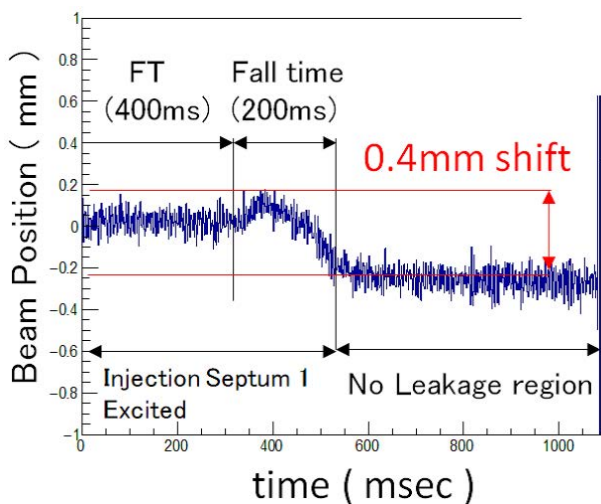 1
0.8
0.6
0.4
0.2
0
-0.2
-0.4
-0.6
-0.8
-1
Beam Position ( mm )
FT
(400ms)
Fall time
(200ms)
0.4mm shift
Injection Septum 1
Excited
No Leakage region
0 200 400 600 800 1000
time ( msec )